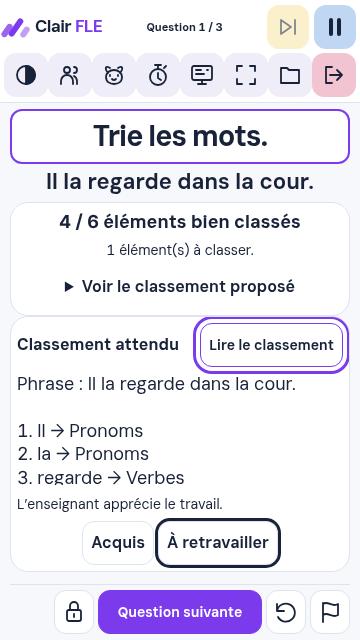 Clair FLE
Question 1 / 3
Trie les mots.
Il la regarde dans la cour.
4 / 6 éléments bien classés
1 élément(s) à classer.
▶ Voir le classement proposé
Classement attendu
Lire le classement
Phrase : Il la regarde dans la cour.
1. Il → Pronoms
2. la → Pronoms
3. regarde → Verbes
L'enseignant apprécie le travail.
Acquis
À retravailler
Question suivante